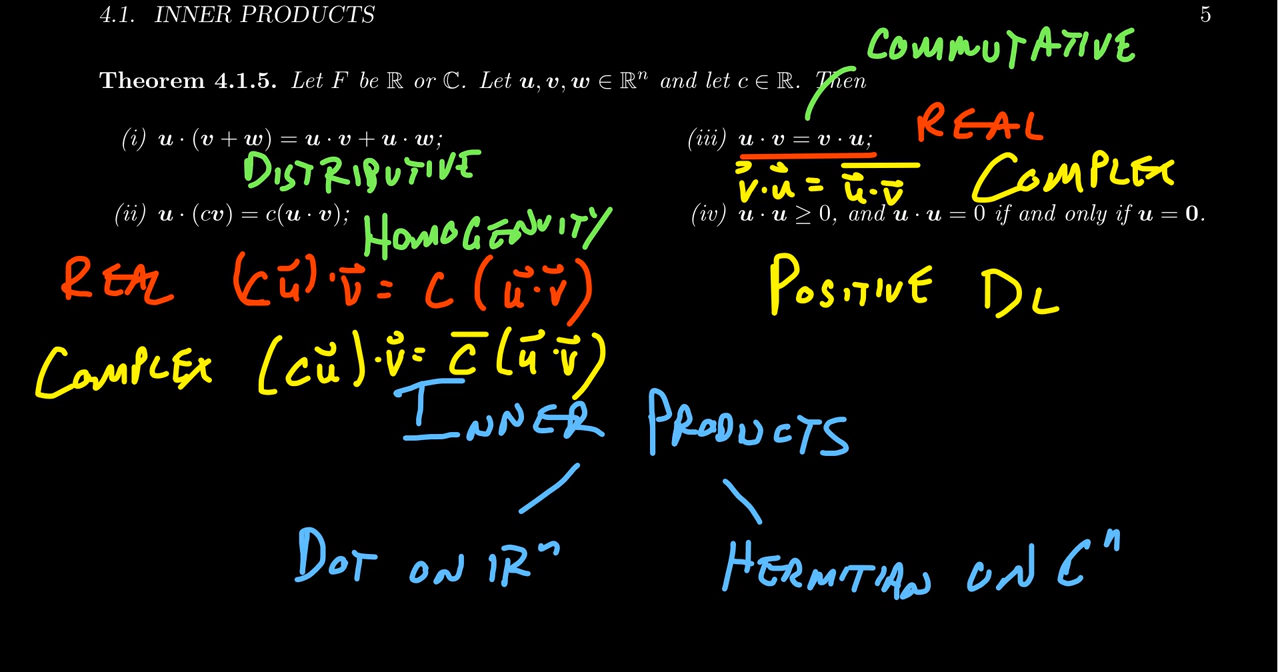 4.1. INNER PRODUCTS 5
COMMUTATIVE
Theorem 4.1.5. Let F be ℝ or ℂ. Let u, v, w ∈ ℝⁿ and let c ∈ ℝ. Then
(i) u · (v + w) = u · v + u · w;
DISTRIBUTIVE
(ii) u · (cv) = c(u · v);
HOMOGENUITY
REAL (cu⃗)·v⃗ = c (u⃗·v⃗)
COMPLEX (cu⃗)·v⃗ = c̅ (u⃗·v⃗)
(iii) u · v = v · u; REAL
v⃗·u⃗ = \overline{u⃗·v⃗} COMPLEX
(iv) u · u ≥ 0, and u · u = 0 if and only if u = 0.
POSITIVE DL
INNER PRODUCTS
DOT ON ℝⁿ HERMITIAN ON ℂⁿ